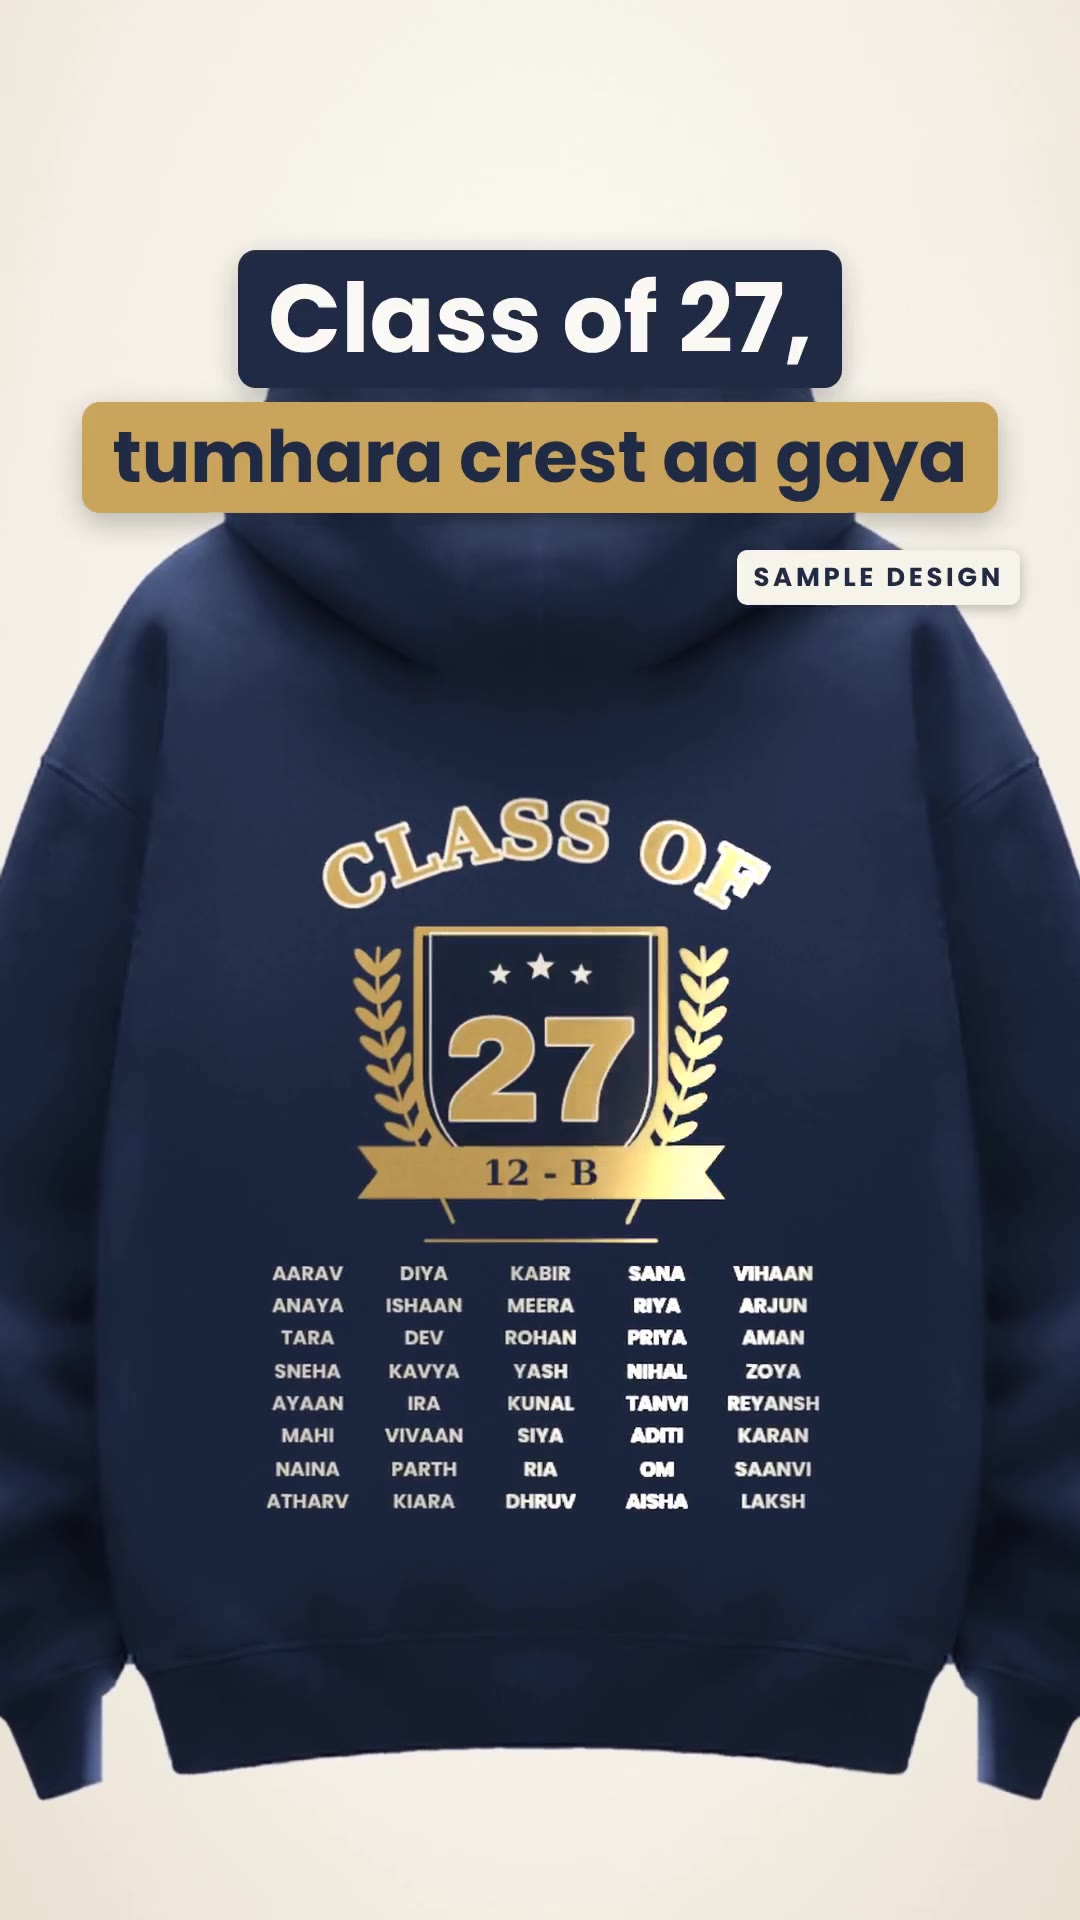 Class of 27,
tumhara crest aa gaya
SAMPLE DESIGN
CLASS OF
27
12 - B
AARAV DIYA KABIR SANA VIHAAN
ANAYA ISHAAN MEERA RIYA ARJUN
TARA DEV ROHAN PRIYA AMAN
SNEHA KAVYA YASH NIHAL ZOYA
AYAAN IRA KUNAL TANVI REYANSH
MAHI VIVAAN SIYA ADITI KARAN
NAINA PARTH RIA OM SAANVI
ATHARV KIARA DHRUV AISHA LAKSH